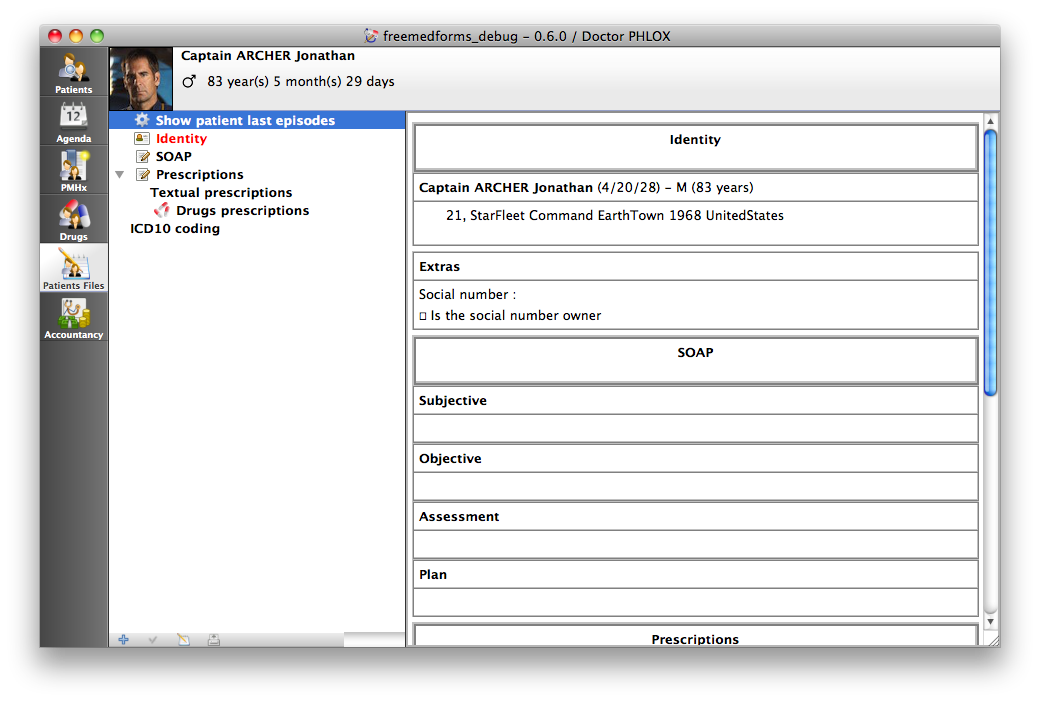 freemedforms_debug – 0.6.0 / Doctor PHLOX
Captain ARCHER Jonathan
83 year(s) 5 month(s) 29 days
Patients
12
Agenda
PMHx
Drugs
Patients Files
Accountancy
Show patient last episodes
Identity
SOAP
Prescriptions
Textual prescriptions
Drugs prescriptions
ICD10 coding
Identity
Captain ARCHER Jonathan (4/20/28) – M (83 years)
21, StarFleet Command EarthTown 1968 UnitedStates
Extras
Social number :
Is the social number owner
SOAP
Subjective
Objective
Assessment
Plan
Prescriptions